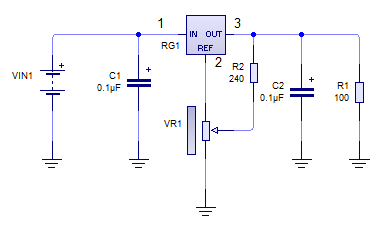 1
3
IN OUT
REF
RG1
2
VIN1
C1
0.1µF
R2
240
C2
0.1µF
R1
100
VR1